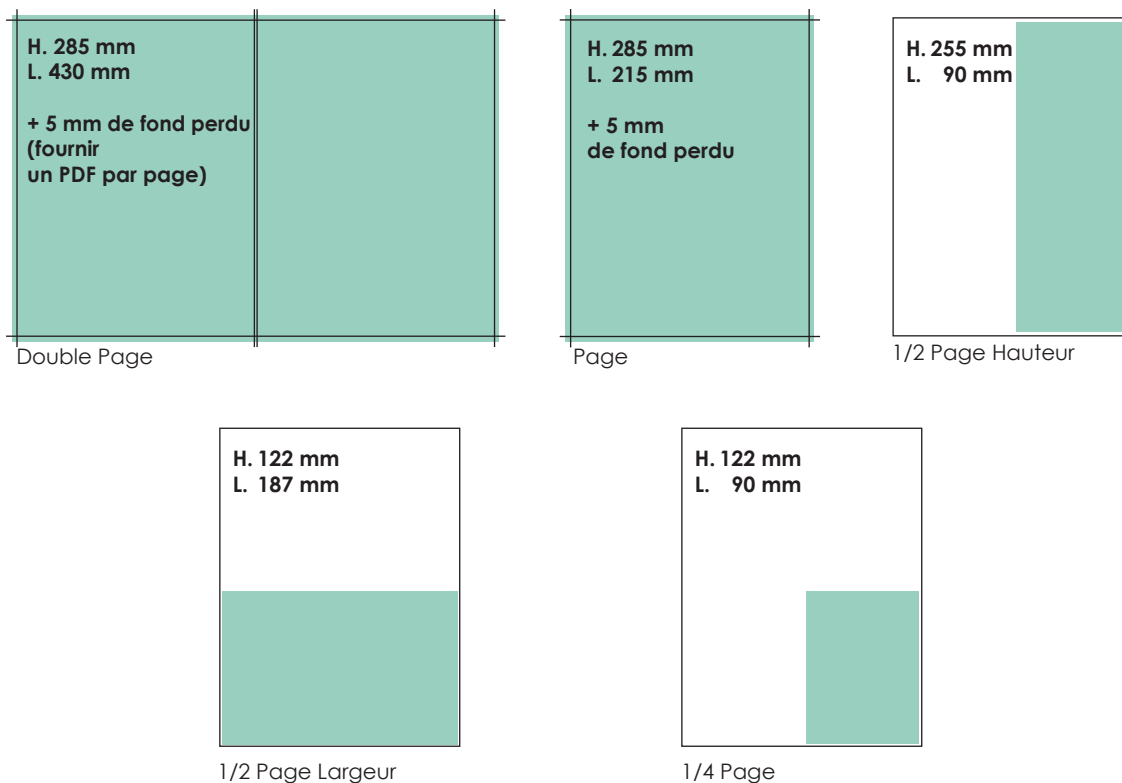 H. 285 mm
L. 430 mm
+ 5 mm de fond perdu
(fournir
un PDF par page)
Double Page
H. 285 mm
L. 215 mm
+ 5 mm
de fond perdu
Page
H. 255 mm
L. 90 mm
1/2 Page Hauteur
H. 122 mm
L. 187 mm
1/2 Page Largeur
H. 122 mm
L. 90 mm
1/4 Page